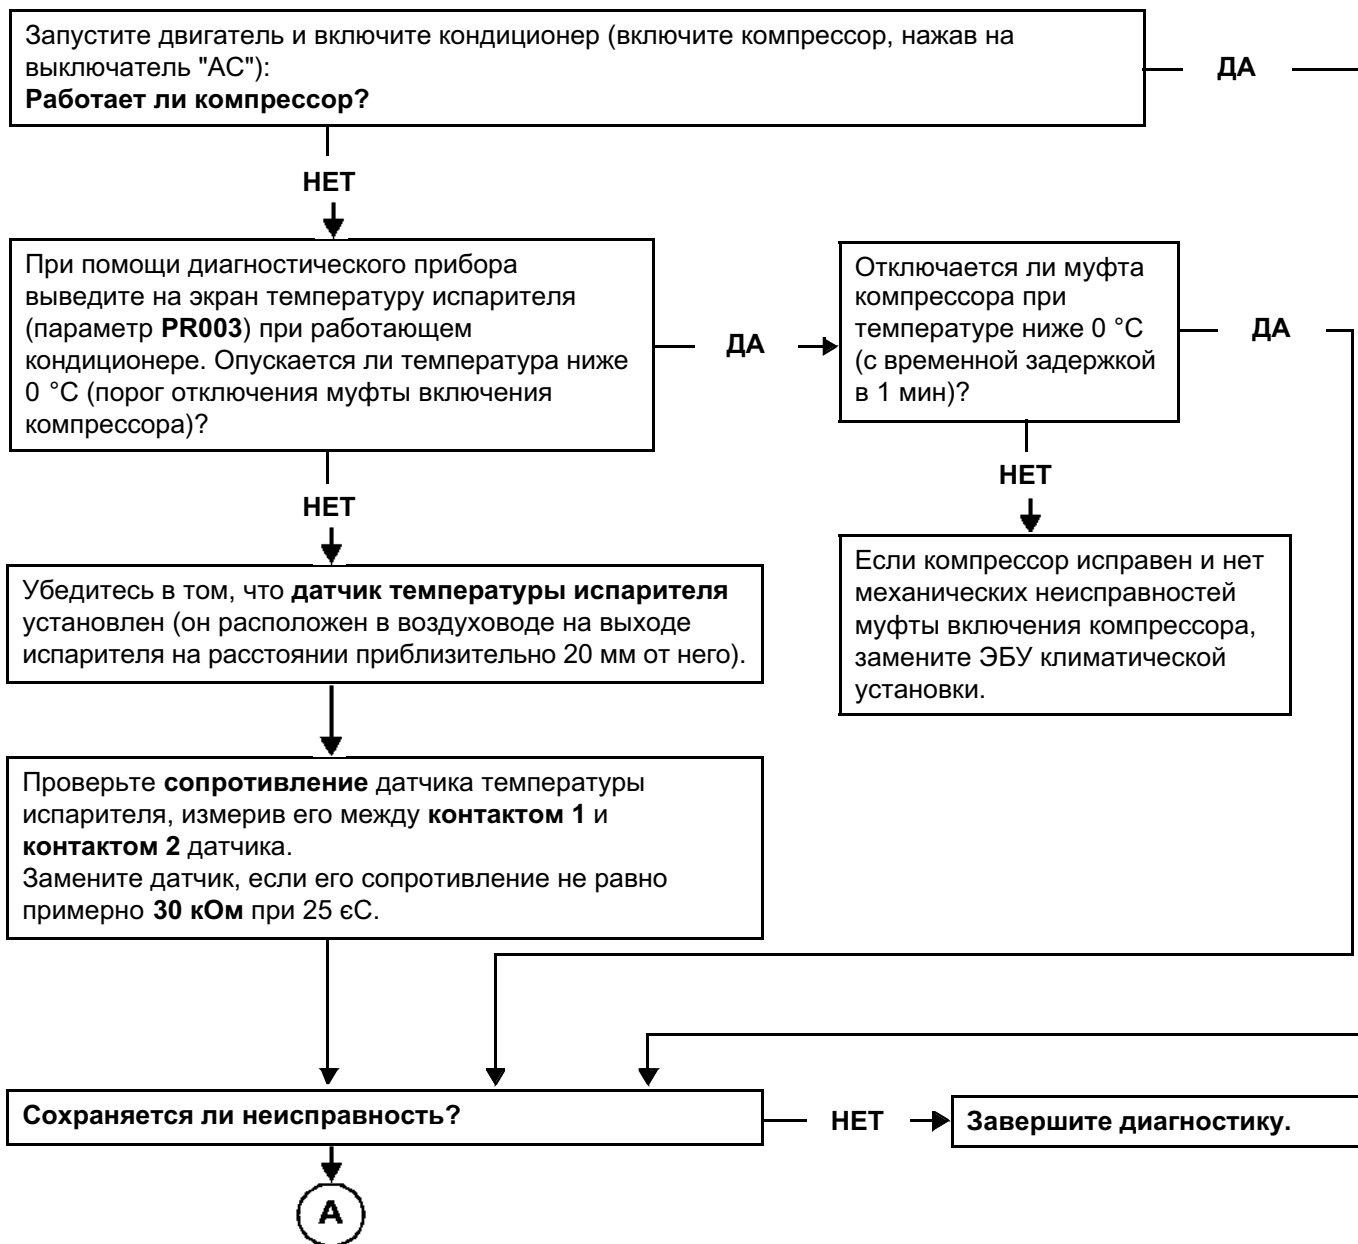 Запустите двигатель и включите кондиционер (включите компрессор, нажав на
выключатель "АС"):
Работает ли компрессор?
ДА
НЕТ
При помощи диагностического прибора
выведите на экран температуру испарителя
(параметр PR003) при работающем
кондиционере. Опускается ли температура ниже
0 °C (порог отключения муфты включения
компрессора)?
ДА
Отключается ли муфта
компрессора при
температуре ниже 0 °C
(с временной задержкой
в 1 мин)?
ДА
НЕТ
НЕТ
Убедитесь в том, что датчик температуры испарителя
установлен (он расположен в воздуховоде на выходе
испарителя на расстоянии приблизительно 20 мм от него).
Если компрессор исправен и нет
механических неисправностей
муфты включения компрессора,
замените ЭБУ климатической
установки.
Проверьте сопротивление датчика температуры
испарителя, измерив его между контактом 1 и
контактом 2 датчика.
Замените датчик, если его сопротивление не равно
примерно 30 кОм при 25 єC.
Сохраняется ли неисправность?
НЕТ
Завершите диагностику.
А